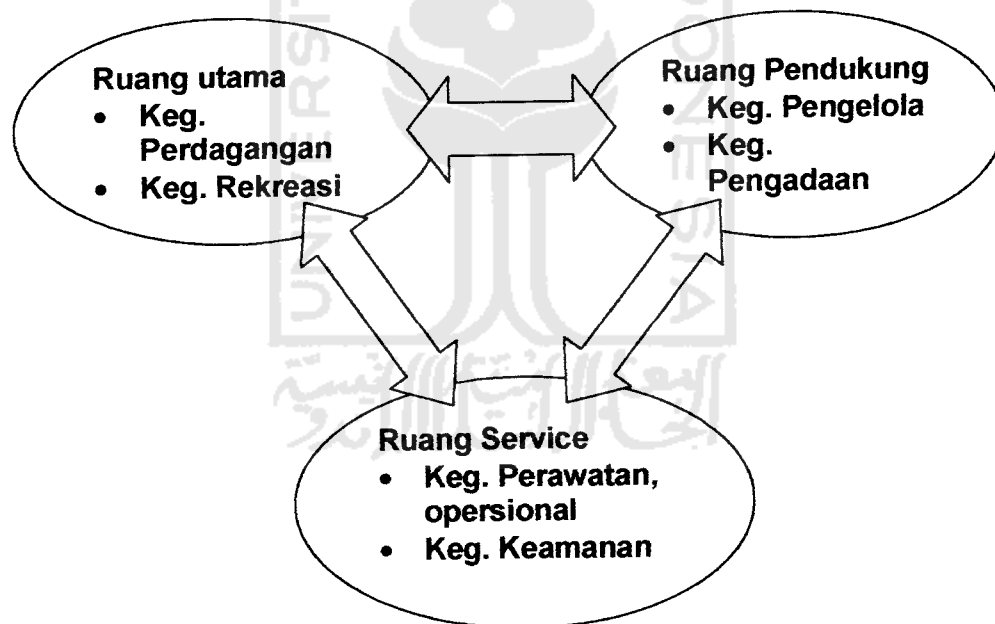 Ruang utama
• Keg.
Perdagangan
• Keg. Rekreasi
Ruang Pendukung
• Keg. Pengelola
• Keg.
Pengadaan
Ruang Service
• Keg. Perawatan,
opersional
• Keg. Keamanan